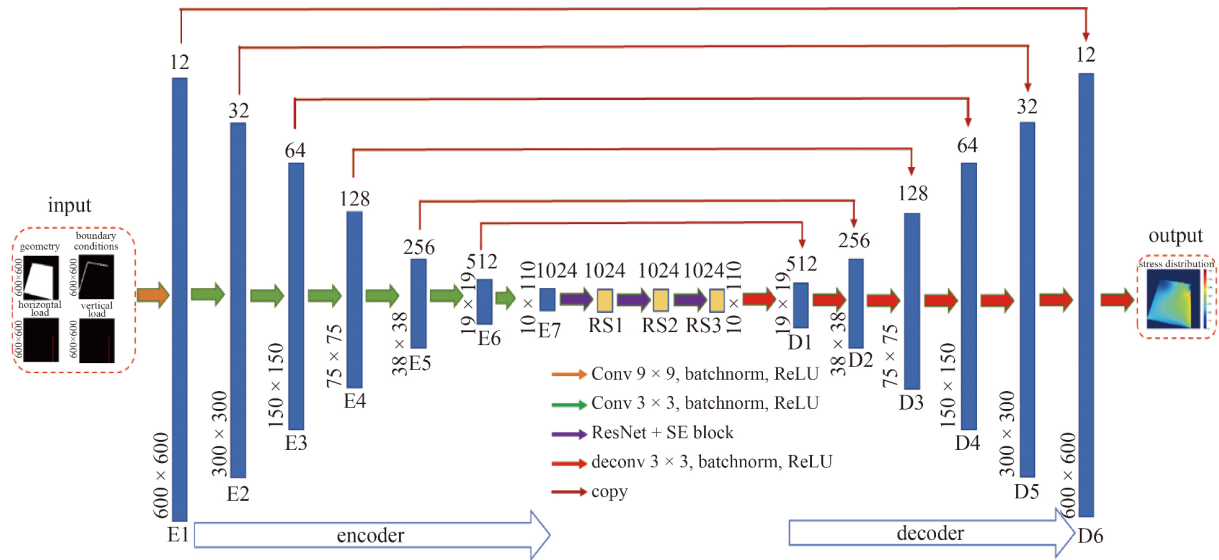 input
geometry
boundary
conditions
600×600
600×600
horizontal
load
vertical
load
600×600
600×600
12
600 × 600
E1
32
300 × 300
E2
64
150 × 150
E3
128
75 × 75
E4
256
38 × 38
E5
512
19 × 19
E6
1024
10 × 110
E7
1024
RS1
1024
RS2
1024
RS3
10 × 10
512
19 × 19
D1
256
38 × 38
D2
128
75 × 75
D3
64
150 × 150
D4
32
300 × 300
D5
12
600 × 600
D6
output
stress distribution
Conv 9 × 9, batchnorm, ReLU
Conv 3 × 3, batchnorm, ReLU
ResNet + SE block
deconv 3 × 3, batchnorm, ReLU
copy
encoder
decoder